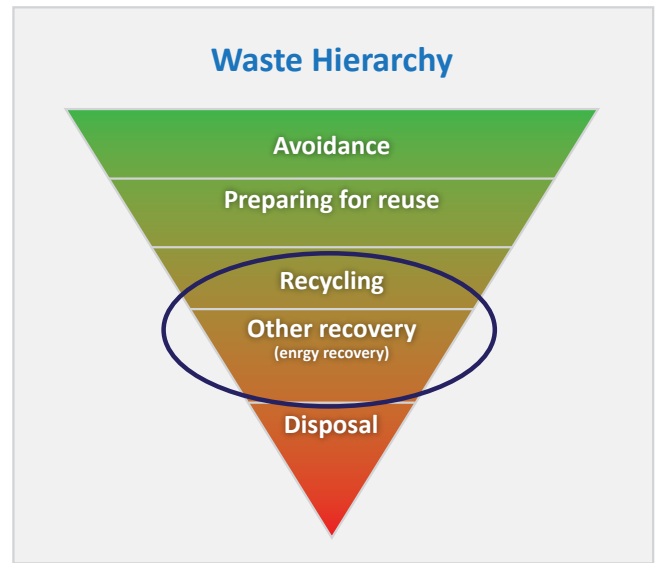 Waste Hierarchy
Avoidance
Preparing for reuse
Recycling
Other recovery
(enrgy recovery)
Disposal